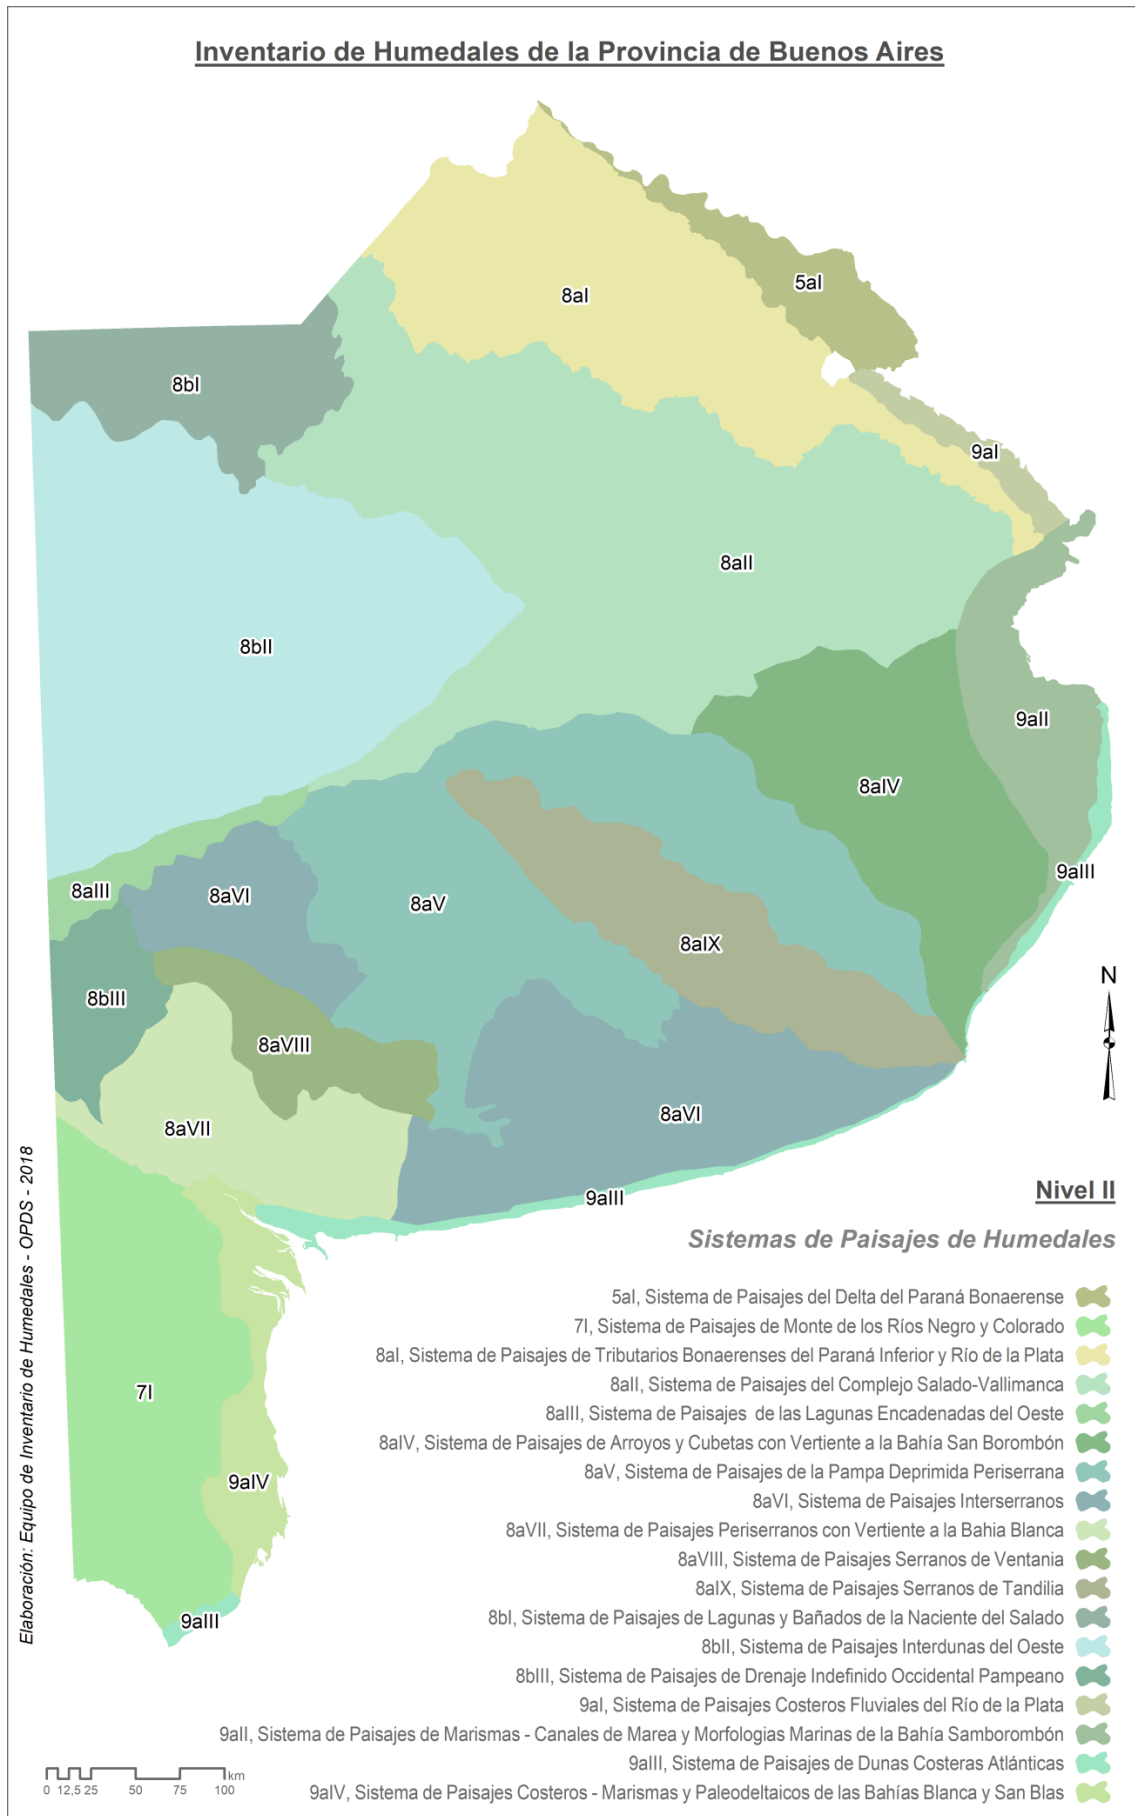 Inventario de Humedales de la Provincia de Buenos Aires
5aI
8aI
8bI
9aI
8aII
8bII
9aII
8aIV
9aIII
8aIII
8aVI
8aV
8aIX
8bIII
8aVIII
N
8aVI
8aVII
9aIII
7I
9aIV
9aIII
Elaboración: Equipo de Inventario de Humedales - OPDS - 2018
Nivel II
Sistemas de Paisajes de Humedales
5aI, Sistema de Paisajes del Delta del Paraná Bonaerense
7I, Sistema de Paisajes de Monte de los Ríos Negro y Colorado
8aI, Sistema de Paisajes de Tributarios Bonaerenses del Paraná Inferior y Río de la Plata
8aII, Sistema de Paisajes del Complejo Salado-Vallimanca
8aIII, Sistema de Paisajes de las Lagunas Encadenadas del Oeste
8aIV, Sistema de Paisajes de Arroyos y Cubetas con Vertiente a la Bahía San Borombón
8aV, Sistema de Paisajes de la Pampa Deprimida Periserrana
8aVI, Sistema de Paisajes Interserranos
8aVII, Sistema de Paisajes Periserranos con Vertiente a la Bahia Blanca
8aVIII, Sistema de Paisajes Serranos de Ventania
8aIX, Sistema de Paisajes Serranos de Tandilia
8bI, Sistema de Paisajes de Lagunas y Bañados de la Naciente del Salado
8bII, Sistema de Paisajes Interdunas del Oeste
8bIII, Sistema de Paisajes de Drenaje Indefinido Occidental Pampeano
9aI, Sistema de Paisajes Costeros Fluviales del Río de la Plata
9aII, Sistema de Paisajes de Marismas - Canales de Marea y Morfologias Marinas de la Bahía Samborombón
9aIII, Sistema de Paisajes de Dunas Costeras Atlánticas
9aIV, Sistema de Paisajes Costeros - Marismas y Paleodeltaicos de las Bahías Blanca y San Blas
km
0 12,5 25 50 75 100